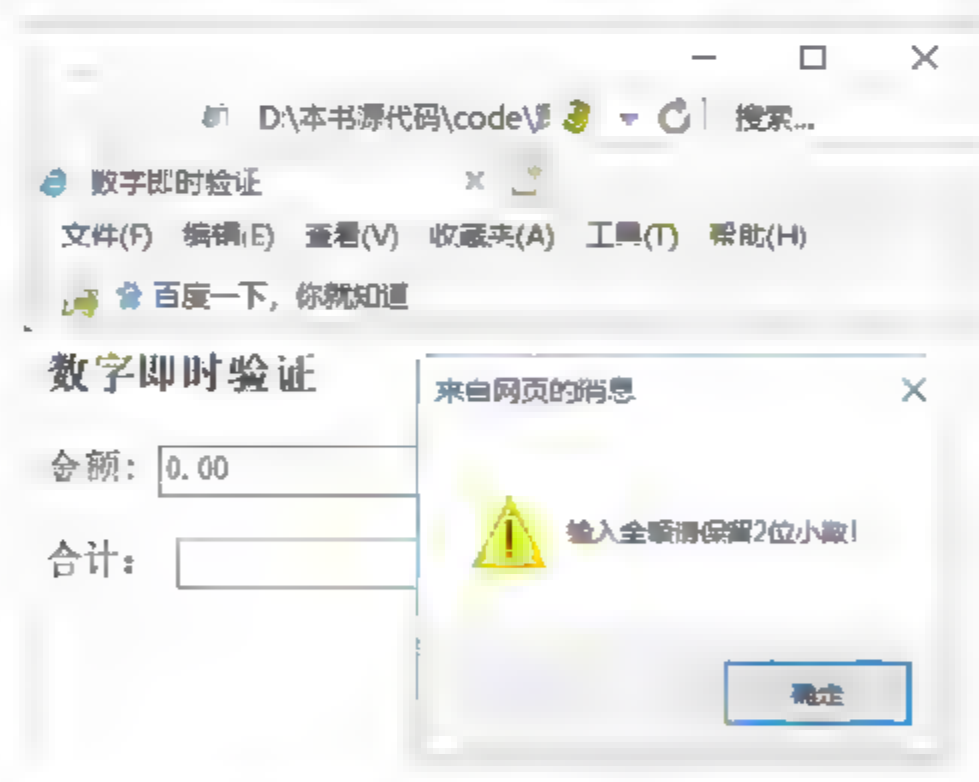 D:\本书源代码\code\ 搜索...
数字即时验证
文件(F) 编辑(E) 查看(V) 收藏夹(A) 工具(T) 帮助(H)
百度一下，你就知道
数字即时验证
金额: 0.00
合计:
来自网页的消息
输入金额请保留2位小数!
确定